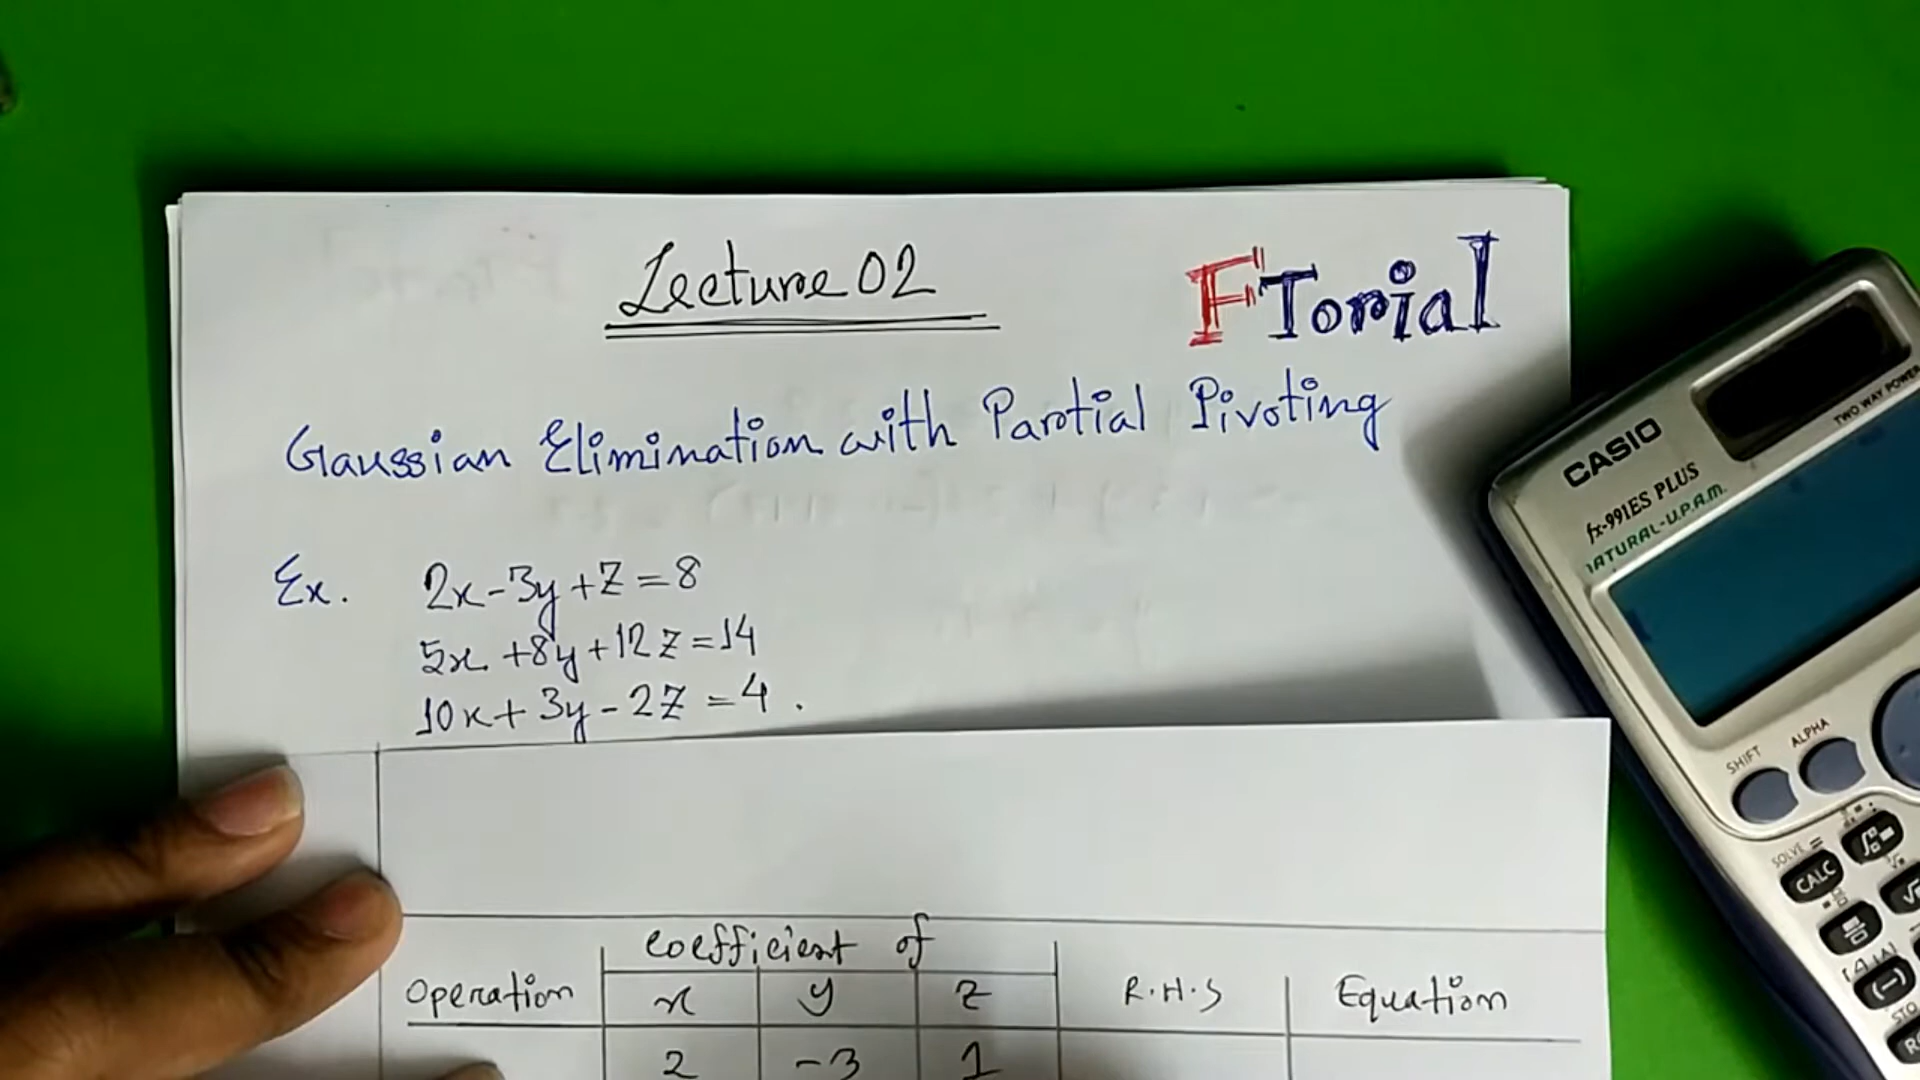 Lecture 02
FTorial
Gaussian Elimination with Partial Pivoting
Ex. 2x-3y+z=8
5x+8y+12z=14
10x+3y-2z=4.
coefficient of
operation x y z R.H.S Equation
2 -3 1
CASIO
fx-991ES PLUS
NATURAL-V.P.A.M.
TWO WAY POWER
SHIFT ALPHA
SOLVE =
CALC
STO